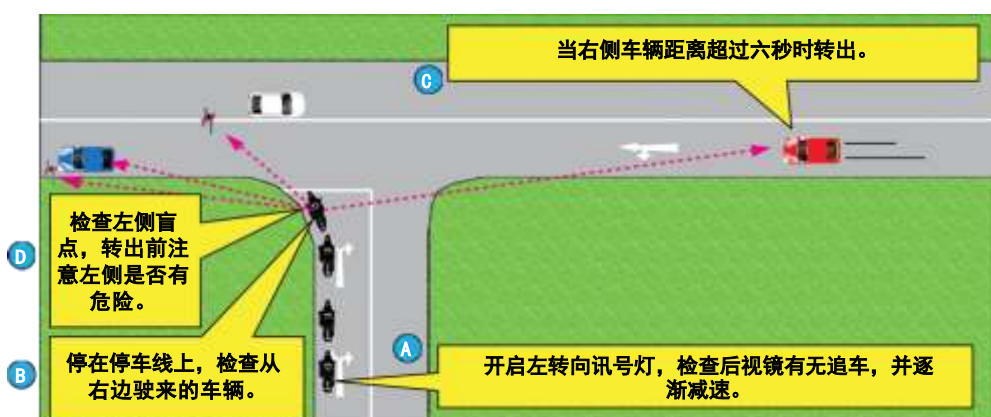 当右侧车辆距离超过六秒时转出。
C
检查左侧盲
点，转出前注
意左侧是否有
危险。
D
停在停车线上，检查从
右边驶来的车辆。
B
A
开启左转向讯号灯，检查后视镜有无追车，并逐
渐减速。